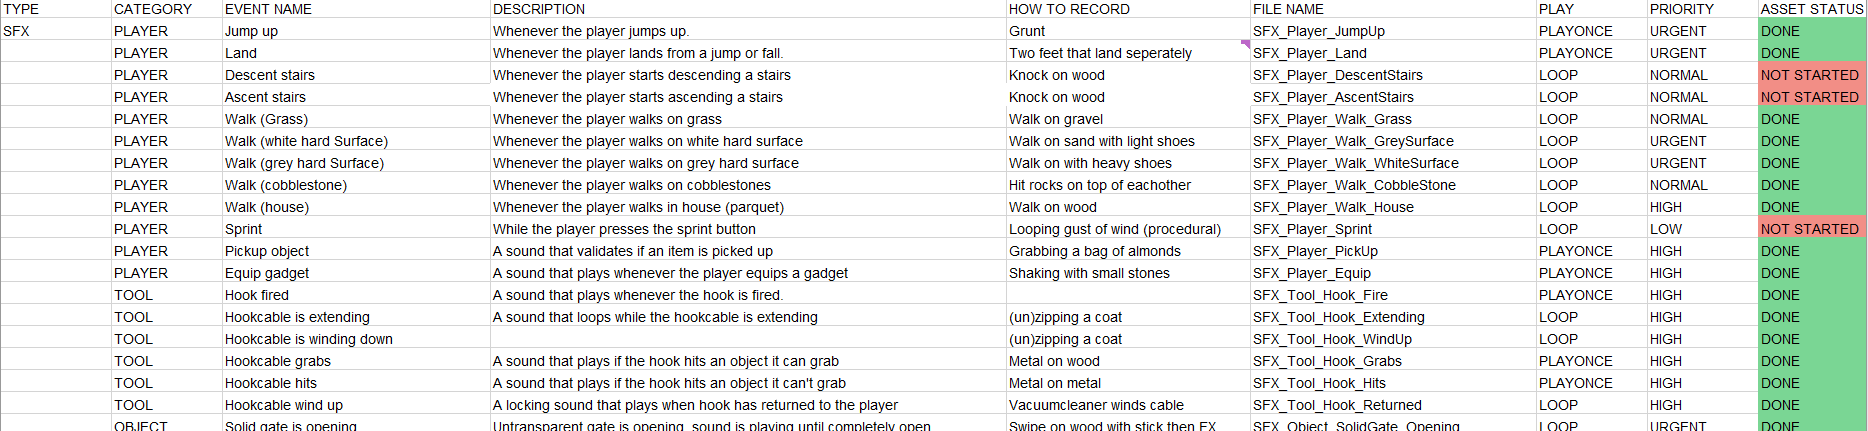 TYPE CATEGORY EVENT NAME DESCRIPTION HOW TO RECORD FILE NAME PLAY PRIORITY ASSET STATUS
SFX PLAYER Jump up Whenever the player jumps up. Grunt SFX_Player_JumpUp PLAYONCE URGENT DONE
PLAYER Land Whenever the player lands from a jump or fall. Two feet that land seperately SFX_Player_Land PLAYONCE URGENT DONE
PLAYER Descent stairs Whenever the player starts descending a stairs Knock on wood SFX_Player_DescentStairs LOOP NORMAL NOT STARTED
PLAYER Ascent stairs Whenever the player starts ascending a stairs Knock on wood SFX_Player_AscentStairs LOOP NORMAL NOT STARTED
PLAYER Walk (Grass) Whenever the player walks on grass Walk on gravel SFX_Player_Walk_Grass LOOP NORMAL DONE
PLAYER Walk (white hard Surface) Whenever the player walks on white hard surface Walk on sand with light shoes SFX_Player_Walk_GreySurface LOOP URGENT DONE
PLAYER Walk (grey hard Surface) Whenever the player walks on grey hard surface Walk on with heavy shoes SFX_Player_Walk_WhiteSurface LOOP URGENT DONE
PLAYER Walk (cobblestone) Whenever the player walks on cobblestones Hit rocks on top of eachother SFX_Player_Walk_CobbleStone LOOP NORMAL DONE
PLAYER Walk (house) Whenever the player walks in house (parquet) Walk on wood SFX_Player_Walk_House LOOP HIGH DONE
PLAYER Sprint While the player presses the sprint button Looping gust of wind (procedural) SFX_Player_Sprint LOOP LOW NOT STARTED
PLAYER Pickup object A sound that validates if an item is picked up Grabbing a bag of almonds SFX_Player_PickUp PLAYONCE HIGH DONE
PLAYER Equip gadget A sound that plays whenever the player equips a gadget Shaking with small stones SFX_Player_Equip PLAYONCE HIGH DONE
TOOL Hook fired A sound that plays whenever the hook is fired. SFX_Tool_Hook_Fire PLAYONCE HIGH DONE
TOOL Hookcable is extending A sound that loops while the hookcable is extending (un)zipping a coat SFX_Tool_Hook_Extending LOOP HIGH DONE
TOOL Hookcable is winding down (un)zipping a coat SFX_Tool_Hook_WindUp LOOP HIGH DONE
TOOL Hookcable grabs A sound that plays if the hook hits an object it can grab Metal on wood SFX_Tool_Hook_Grabs PLAYONCE HIGH DONE
TOOL Hookcable hits A sound that plays if the hook hits an object it can't grab Metal on metal SFX_Tool_Hook_Hits PLAYONCE HIGH DONE
TOOL Hookcable wind up A locking sound that plays when hook has returned to the player Vacuumcleaner winds cable SFX_Tool_Hook_Returned LOOP HIGH DONE
OBJECT Solid gate is opening Untransparent gate is opening, sound is playing until completely open Swipe on wood with stick then FX SFX_Object_SolidGate_Opening LOOP URGENT DONE